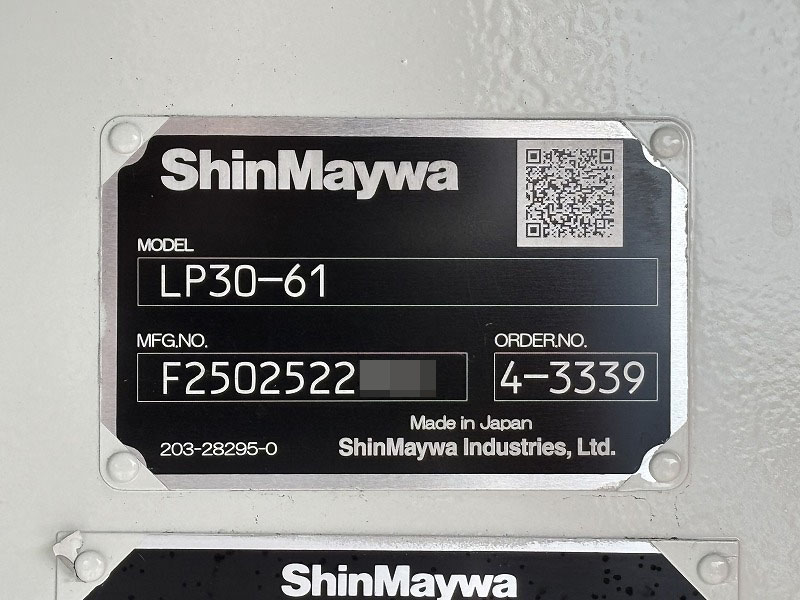 ShinMaywa
MODEL
LP30-61
MFG.NO.
F2502522
ORDER.NO.
4-3339
Made in Japan
203-28295-0
ShinMaywa Industries, Ltd.
ShinMaywa